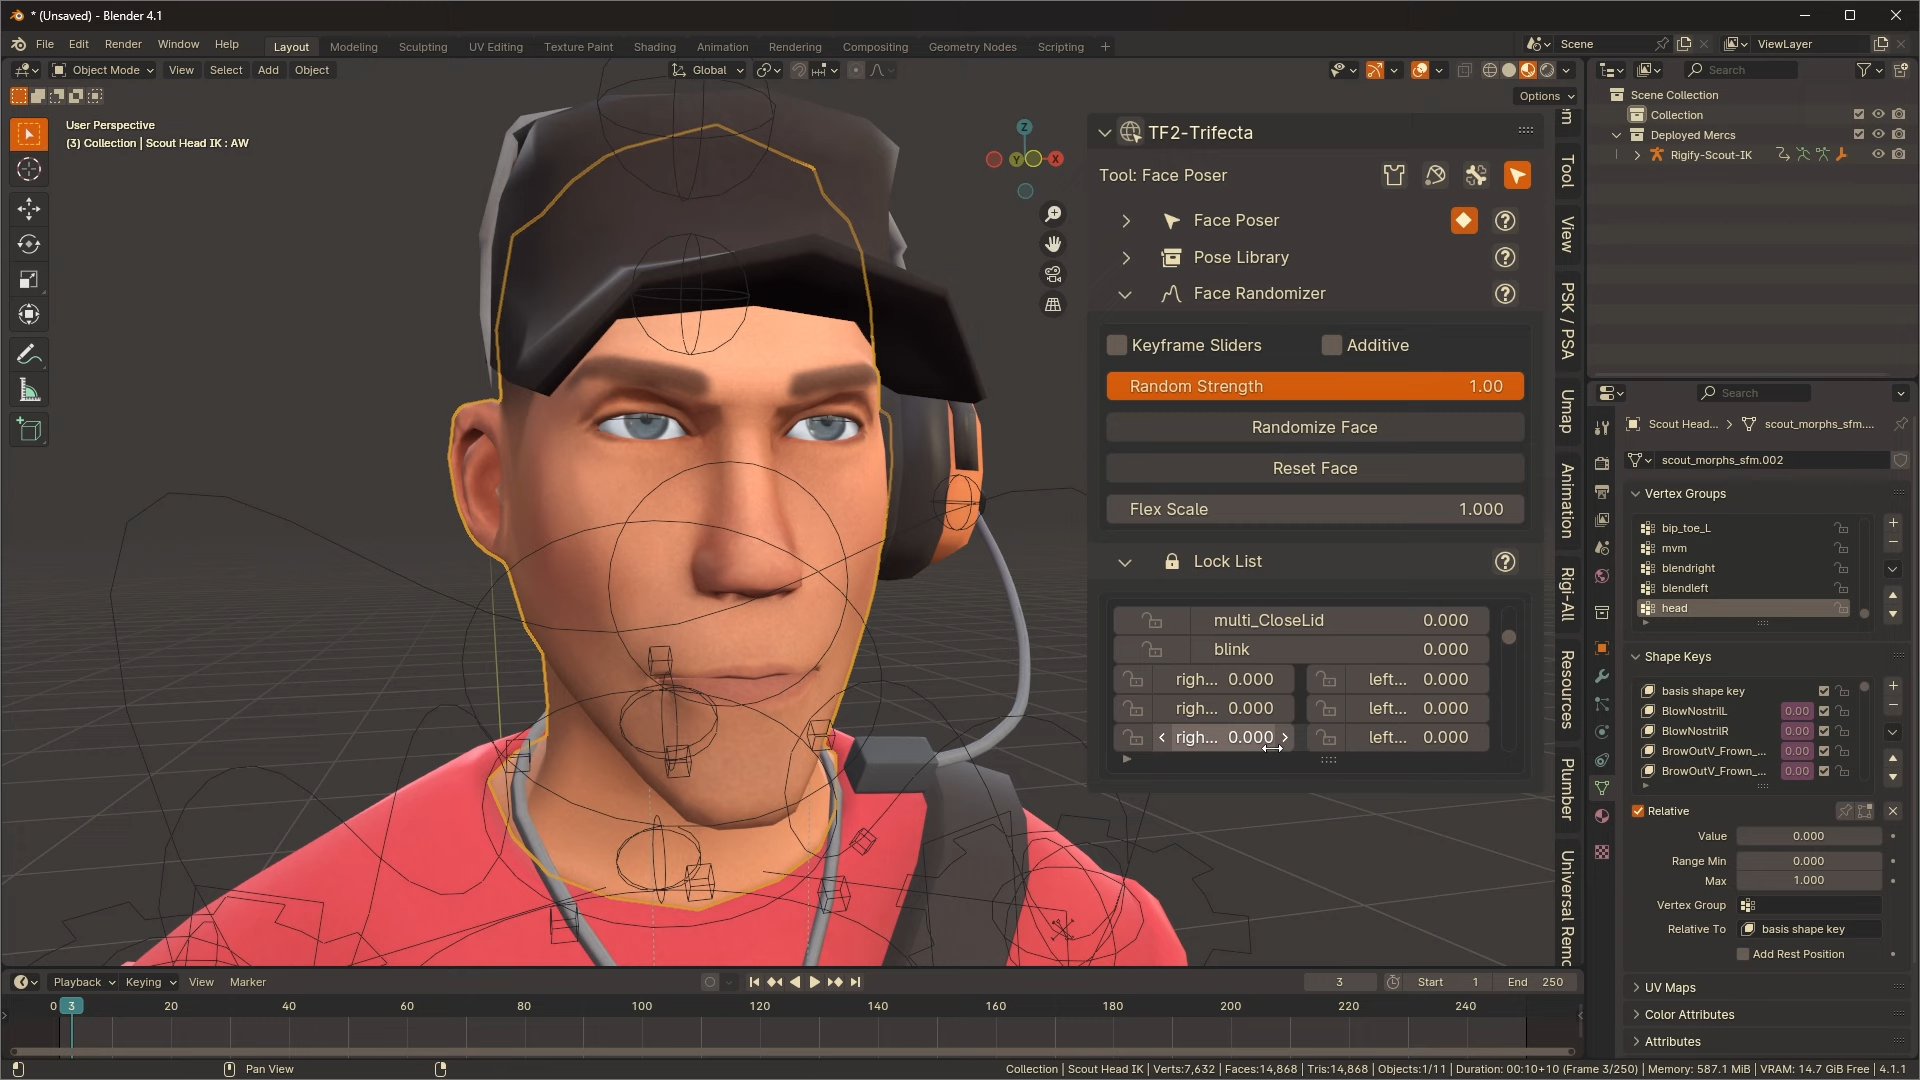 * (Unsaved) - Blender 4.1
File Edit Render Window Help Layout Modeling Sculpting UV Editing Texture Paint Shading Animation Rendering Compositing Geometry Nodes Scripting + Scene ViewLayer
Object Mode View Select Add Object Global Search
Options
User Perspective
(3) Collection | Scout Head IK : AW
Z
Y X
TF2-Trifecta
Tool: Face Poser
Face Poser
Pose Library
Face Randomizer
Keyframe Sliders Additive
Random Strength 1.00
Randomize Face
Reset Face
Flex Scale 1.000
Lock List
multi_CloseLid 0.000
blink 0.000
righ... 0.000 left... 0.000
righ... 0.000 left... 0.000
righ... 0.000 left... 0.000
Tool
View
PSK / PSA
Umap
Animation
Rigi-All
Resources
Plumber
Universal Remo
Scene Collection
Collection
Deployed Mercs
Rigify-Scout-IK
Search
Scout Head... > scout_morphs_sfm....
scout_morphs_sfm.002
Vertex Groups
bip_toe_L
mvm
blendright
blendleft
head
Shape Keys
basis shape key
BlowNostrilL 0.00
BlowNostrilR 0.00
BrowOutV_Frown_... 0.00
BrowOutV_Frown_... 0.00
Relative
Value 0.000
Range Min 0.000
Max 1.000
Vertex Group
Relative To basis shape key
Add Rest Position
UV Maps
Color Attributes
Attributes
Playback Keying View Marker 3 Start 1 End 250
0 3 20 40 60 80 100 120 140 160 180 200 220 240
Pan View Collection | Scout Head IK | Verts:7,632 | Faces:14,868 | Tris:14,868 | Objects:1/11 | Duration: 00:10+10 (Frame 3/250) | Memory: 587.1 MiB | VRAM: 14.7 GiB Free | 4.1.1